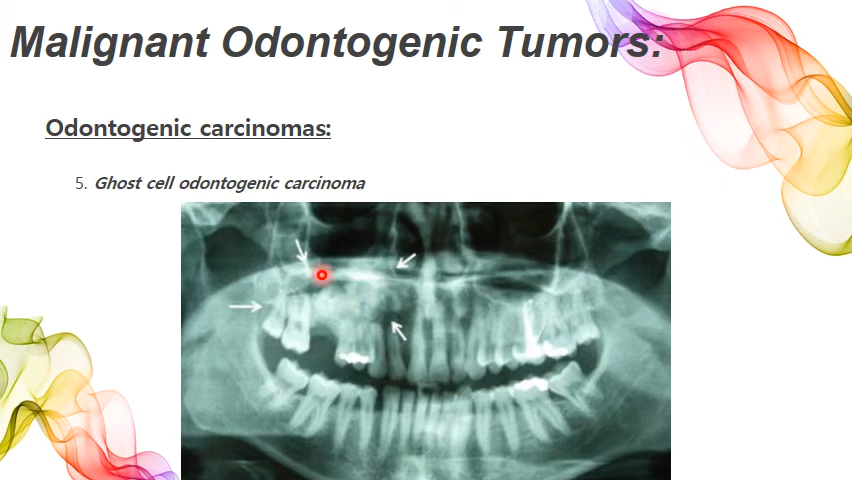 Malignant Odontogenic Tumors:
Odontogenic carcinomas:
5. Ghost cell odontogenic carcinoma